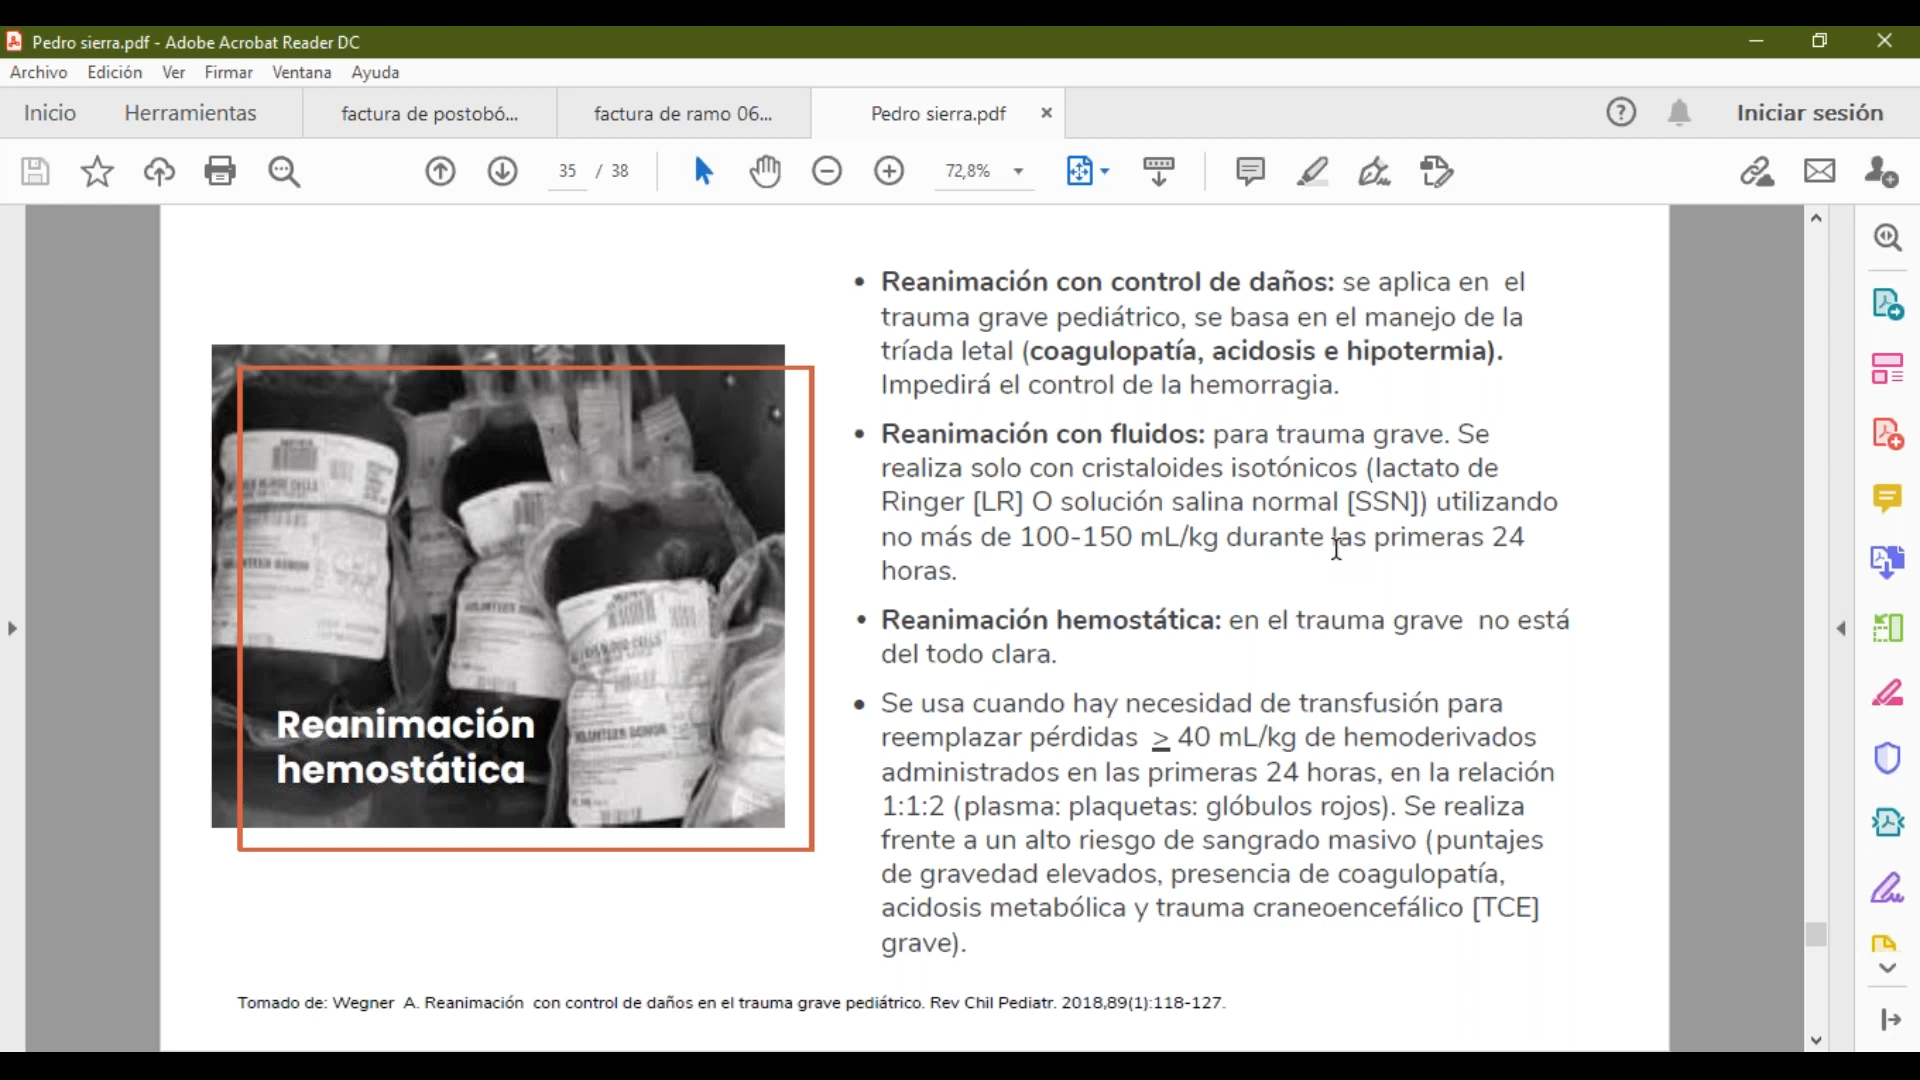 Pedro sierra.pdf - Adobe Acrobat Reader DC
Archivo Edición Ver Firmar Ventana Ayuda
Inicio Herramientas factura de postobó... factura de ramo 06... Pedro sierra.pdf Iniciar sesión
35 / 38 72,8%
• Reanimación con control de daños: se aplica en el
trauma grave pediátrico, se basa en el manejo de la
tríada letal (coagulopatía, acidosis e hipotermia).
Impedirá el control de la hemorragia.
• Reanimación con fluidos: para trauma grave. Se
realiza solo con cristaloides isotónicos (lactato de
Ringer [LR] O solución salina normal [SSN]) utilizando
no más de 100-150 mL/kg durante las primeras 24
horas.
• Reanimación hemostática: en el trauma grave no está
del todo clara.
• Se usa cuando hay necesidad de transfusión para
reemplazar pérdidas ≥ 40 mL/kg de hemoderivados
administrados en las primeras 24 horas, en la relación
1:1:2 (plasma: plaquetas: glóbulos rojos). Se realiza
frente a un alto riesgo de sangrado masivo (puntajes
de gravedad elevados, presencia de coagulopatía,
acidosis metabólica y trauma craneoencefálico [TCE]
grave).
VOLUNTEER DONOR
Reanimación
hemostática
Tomado de: Wegner A. Reanimación con control de daños en el trauma grave pediátrico. Rev Chil Pediatr. 2018,89(1):118-127.